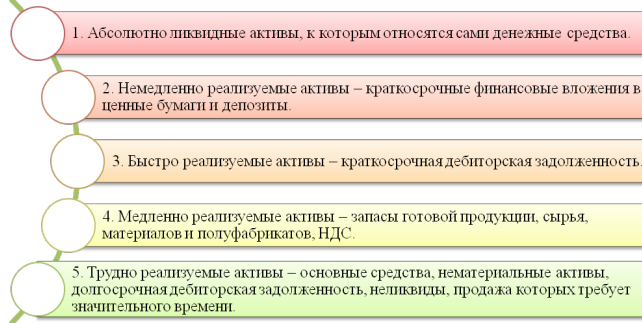 1. Абсолютно ликвидные активы, к которым относятся сами денежные средства.
2. Немедленно реализуемые активы – краткосрочные финансовые вложения в
ценные бумаги и депозиты.
3. Быстро реализуемые активы – краткосрочная дебиторская задолженность.
4. Медленно реализуемые активы – запасы готовой продукции, сырья,
материалов и полуфабрикатов, НДС.
5. Трудно реализуемые активы – основные средства, нематериальные активы,
долгосрочная дебиторская задолженность, неликвиды, продажа которых требует
значительного времени.